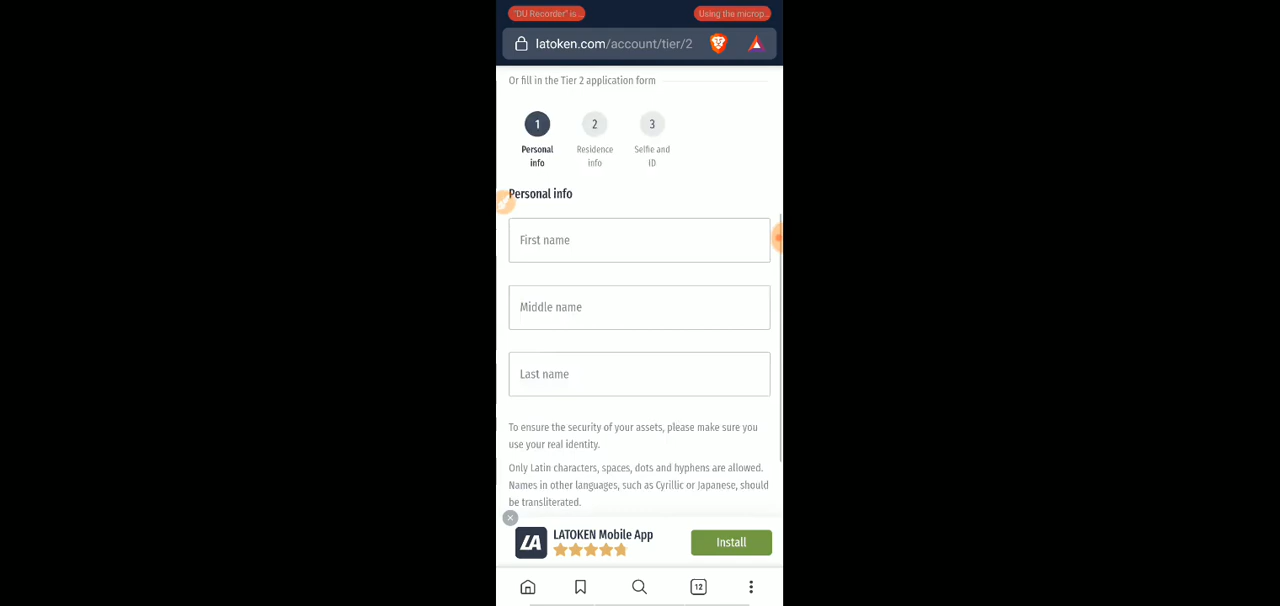 "DU Recorder" is ... Using the microp...
latoken.com/account/tier/2
Or fill in the Tier 2 application form
1 2 3
Personal Residence Selfie and
info info ID
Personal info
First name
Middle name
Last name
To ensure the security of your assets, please make sure you
use your real identity.
Only Latin characters, spaces, dots and hyphens are allowed.
Names in other languages, such as Cyrillic or Japanese, should
be transliterated.
LATOKEN Mobile App
LA
Install
12